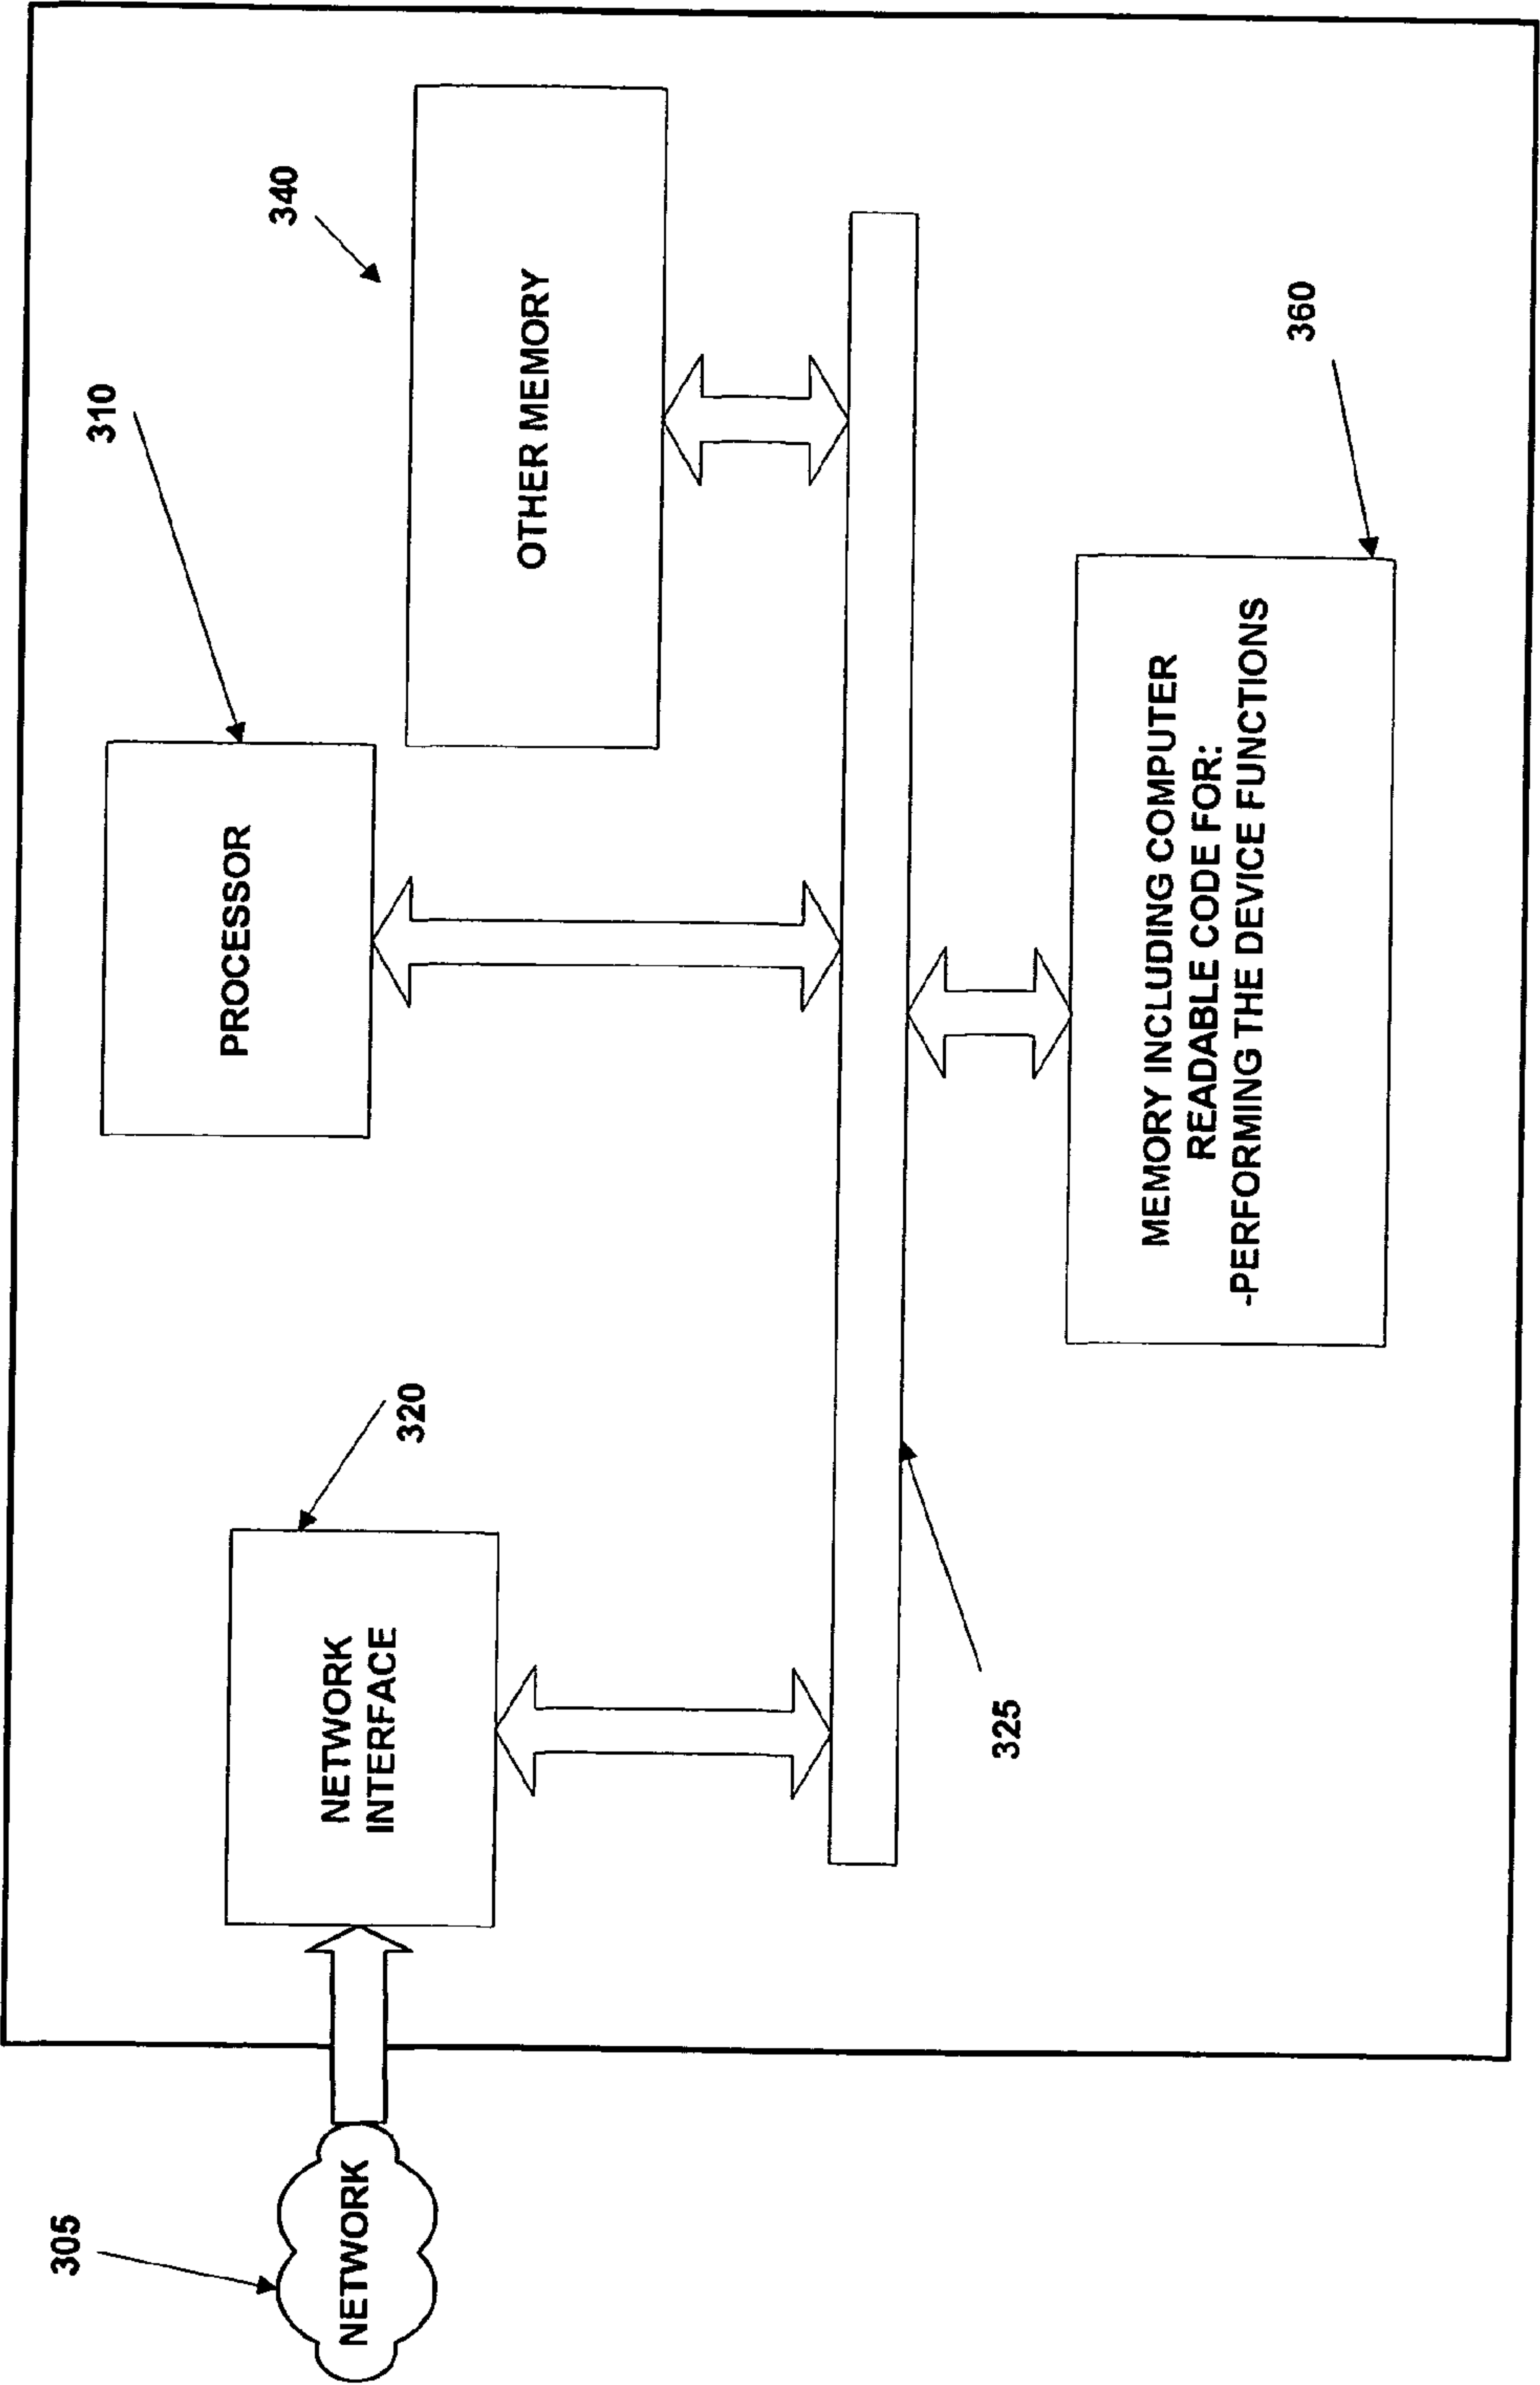 305
NETWORK
NETWORK
INTERFACE
320
PROCESSOR
310
OTHER MEMORY
340
325
MEMORY INCLUDING COMPUTER
READABLE CODE FOR:
-PERFORMING THE DEVICE FUNCTIONS
360